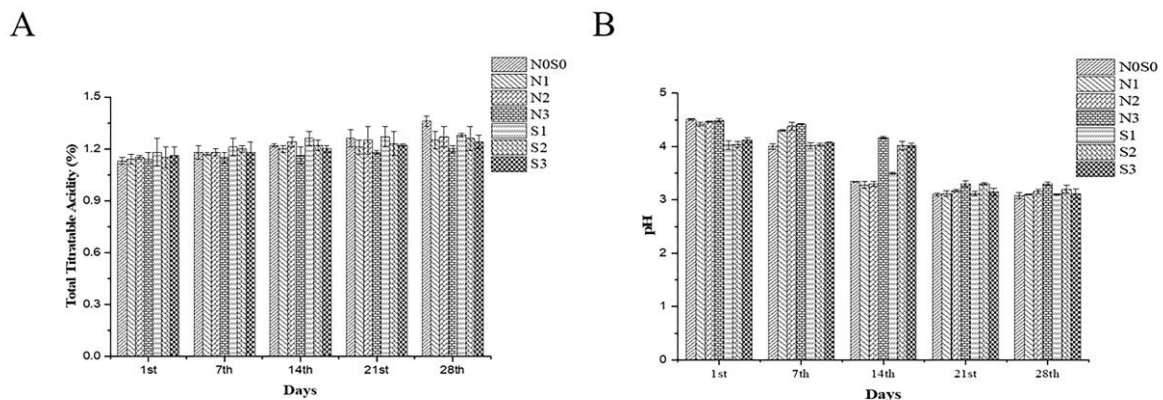 A
N0S0
N1
N2
N3
S1
S2
S3
1.5
1.2
0.9
0.6
0.3
0.0
Total Titratable Acidity (%)
1st 7th 14th 21st 28th
Days
B
N0S0
N1
N2
N3
S1
S2
S3
5
4
3
2
1
0
pH
1st 7th 14th 21st 28th
Days